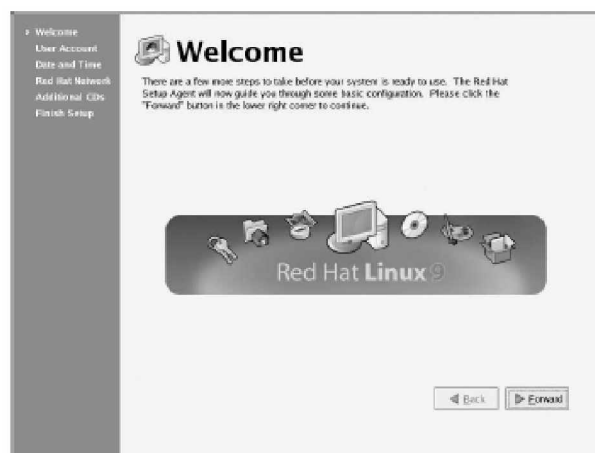 Welcome
User Account
Date and Time
Red Hat Network
Additional CDs
Finish Setup
Welcome
There are a few more steps to take before your system is ready to use. The Red Hat
Setup Agent will now guide you through some basic configuration. Please click the
"Forward" button in the lower right corner to continue.
Red Hat Linux 9
Back
Forward